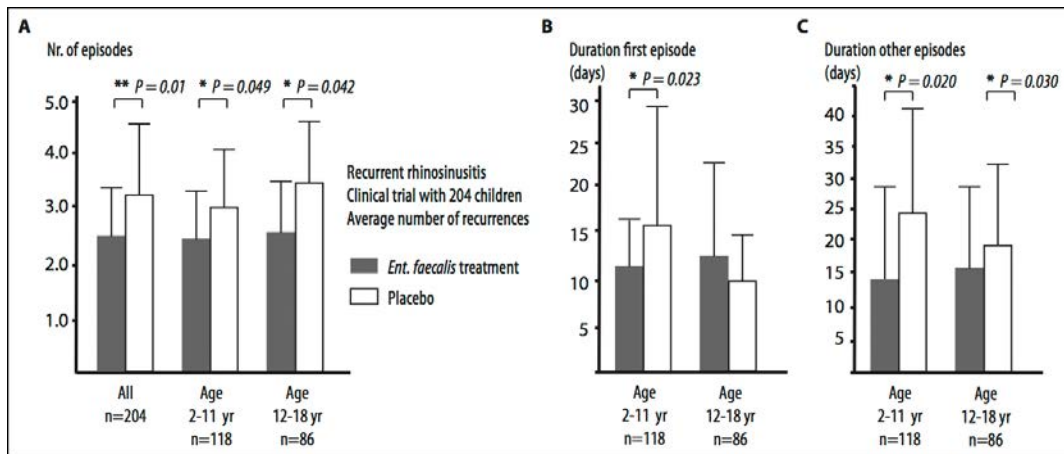 A
Nr. of episodes
** P = 0.01
* P = 0.049
* P = 0.042
5.0
4.0
3.0
2.0
1.0
All
n=204
Age
2-11 yr
n=118
Age
12-18 yr
n=86
Recurrent rhinosinusitis
Clinical trial with 204 children
Average number of recurrences
Ent. faecalis treatment
Placebo
B
Duration first episode
(days)
* P = 0.023
30
25
20
15
10
5
Age
2-11 yr
n=118
Age
12-18 yr
n=86
C
Duration other episodes
(days)
* P = 0.020
* P = 0.030
40
35
30
25
20
15
10
5
Age
2-11 yr
n=118
Age
12-18 yr
n=86